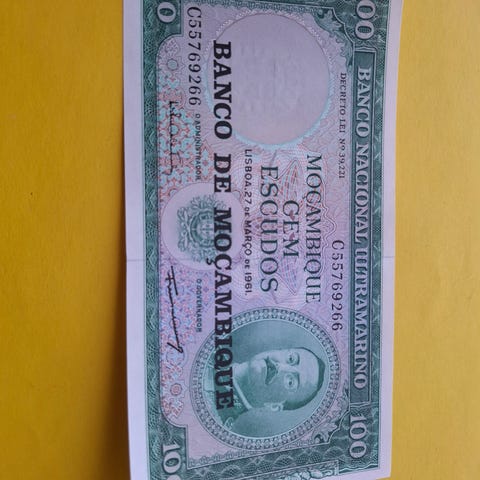 BANCO NACIONAL ULTRAMARINO
DECRETO LEI Nº 39,221
C55769266
MOÇAMBIQUE
CEM
ESCUDOS
LISBOA, 27 DE MARÇO DE 1961.
BANCO DE MOÇAMBIQUE
C55769266
O ADMINISTRADOR
O GOVERNADOR
100